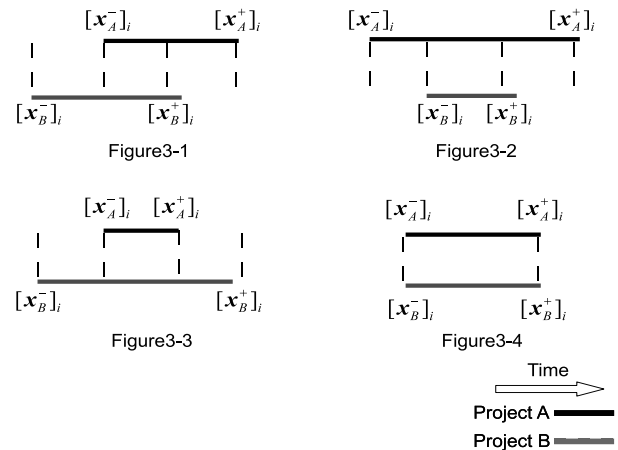 [x_A^-]_i [x_A^+]_i
[x_B^-]_i [x_B^+]_i
Figure3-1
[x_A^-]_i [x_A^+]_i
[x_B^-]_i [x_B^+]_i
Figure3-2
[x_A^-]_i [x_A^+]_i
[x_B^-]_i [x_B^+]_i
Figure3-3
[x_A^-]_i [x_A^+]_i
[x_B^-]_i [x_B^+]_i
Figure3-4
Time
Project A
Project B